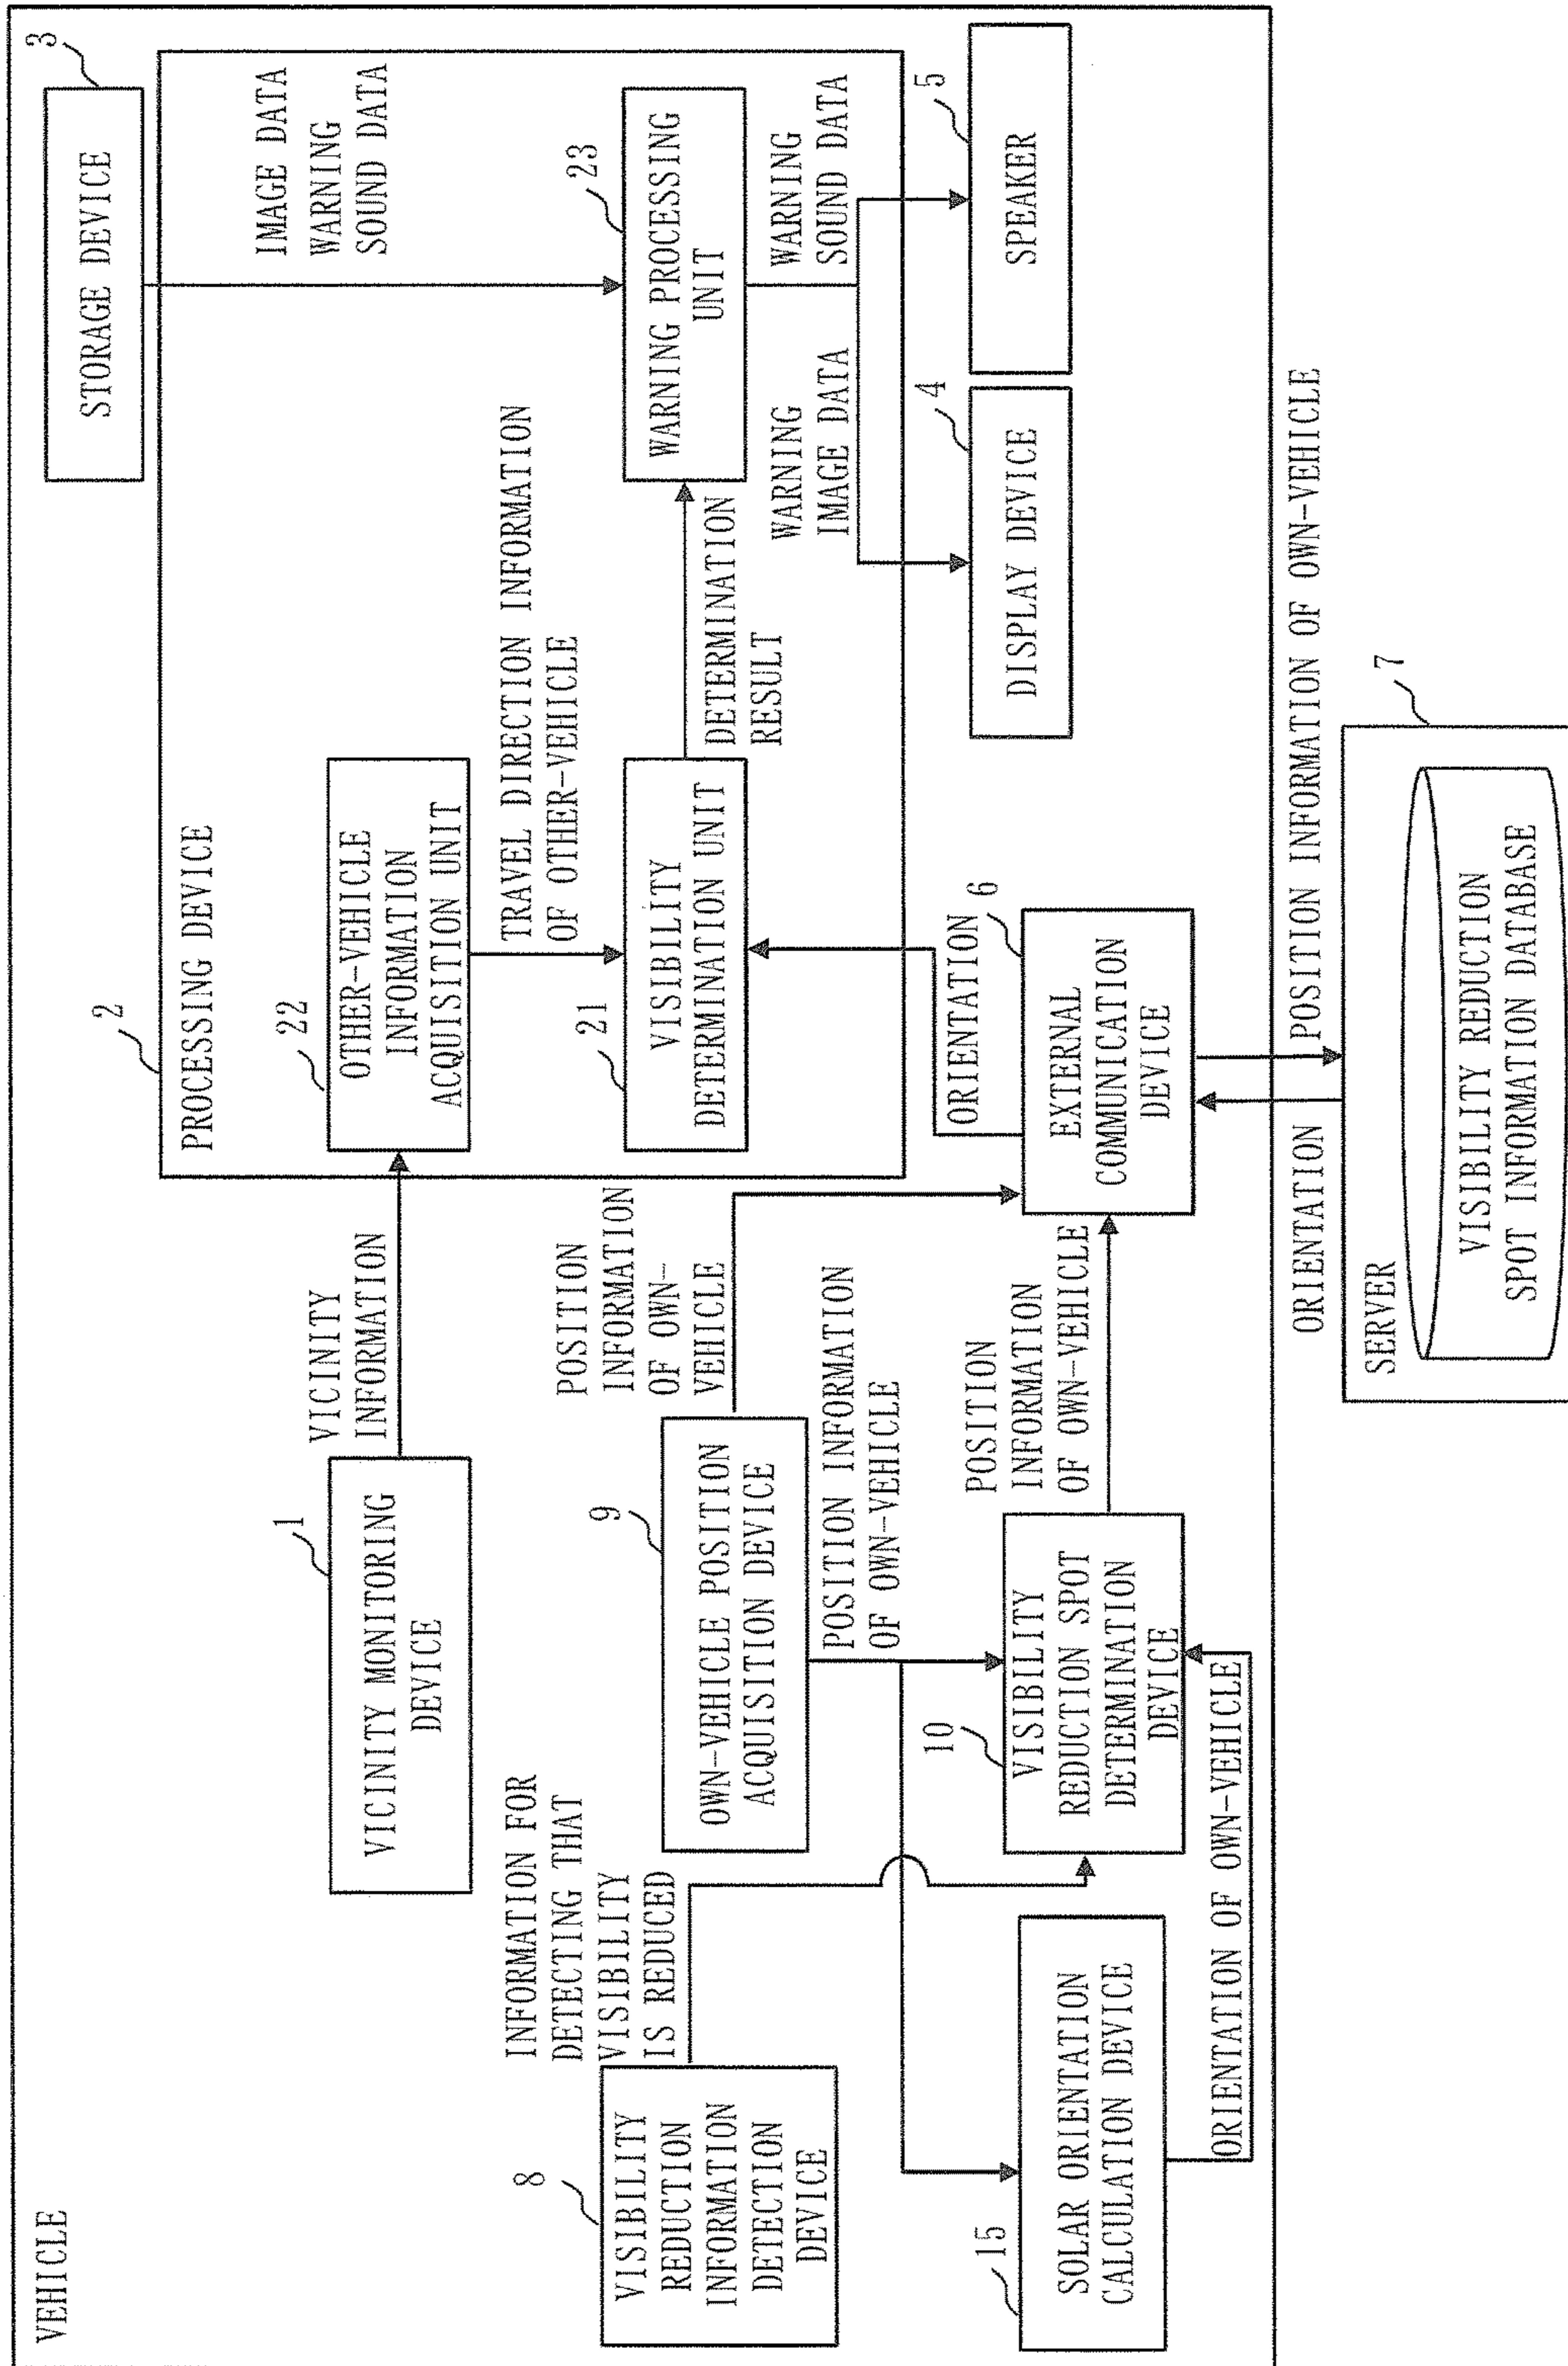 VEHICLE
PROCESSING DEVICE
2
STORAGE DEVICE
3
IMAGE DATA
WARNING
SOUND DATA
1
VICINITY MONITORING
DEVICE
VICINITY
INFORMATION
22
OTHER-VEHICLE
INFORMATION
ACQUISITION UNIT
TRAVEL DIRECTION INFORMATION
OF OTHER-VEHICLE
21
VISIBILITY
DETERMINATION UNIT
DETERMINATION
RESULT
23
WARNING PROCESSING
UNIT
WARNING
IMAGE DATA
WARNING
SOUND DATA
4
DISPLAY DEVICE
5
SPEAKER
8
VISIBILITY
REDUCTION
INFORMATION
DETECTION
DEVICE
INFORMATION FOR
DETECTING THAT
VISIBILITY
IS REDUCED
9
OWN-VEHICLE POSITION
ACQUISITION DEVICE
POSITION
INFORMATION
OF OWN-
VEHICLE
POSITION INFORMATION
OF OWN-VEHICLE
15
SOLAR ORIENTATION
CALCULATION DEVICE
ORIENTATION OF OWN-VEHICLE
10
VISIBILITY
REDUCTION SPOT
DETERMINATION
DEVICE
POSITION
INFORMATION
OF OWN-VEHICLE
6
EXTERNAL
COMMUNICATION
DEVICE
ORIENTATION
ORIENTATION
POSITION INFORMATION OF OWN-VEHICLE
SERVER
7
VISIBILITY REDUCTION
SPOT INFORMATION DATABASE